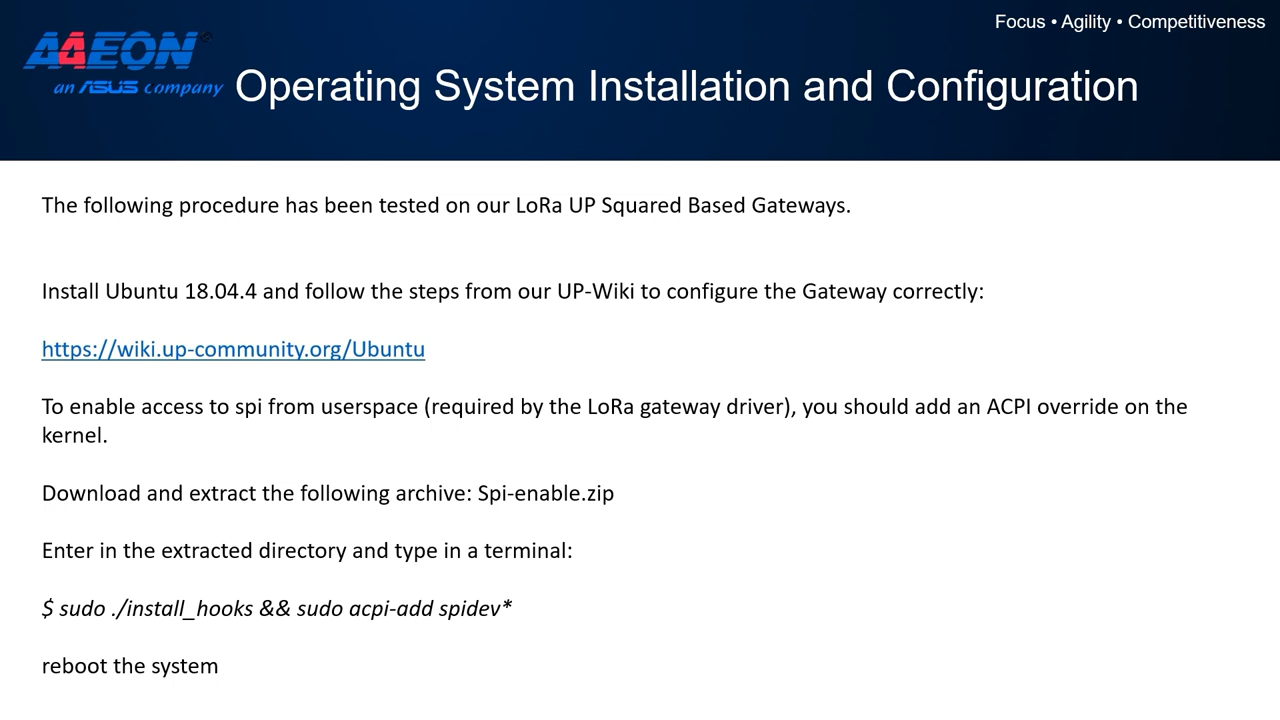 Focus • Agility • Competitiveness
AAEON
an ASUS company
Operating System Installation and Configuration
The following procedure has been tested on our LoRa UP Squared Based Gateways.
Install Ubuntu 18.04.4 and follow the steps from our UP-Wiki to configure the Gateway correctly:
https://wiki.up-community.org/Ubuntu
To enable access to spi from userspace (required by the LoRa gateway driver), you should add an ACPI override on the
kernel.
Download and extract the following archive: Spi-enable.zip
Enter in the extracted directory and type in a terminal:
$ sudo ./install_hooks && sudo acpi-add spidev*
reboot the system